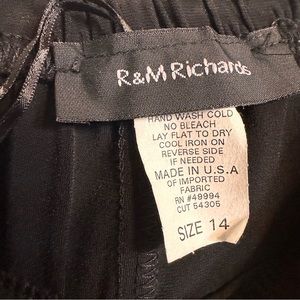 R&M Richards
HAND WASH COLD
NO BLEACH
LAY FLAT TO DRY
COOL IRON ON
REVERSE SIDE
IF NEEDED
MADE IN U.S.A
OF IMPORTED
FABRIC
RN #49994
CUT 54305
SIZE 14